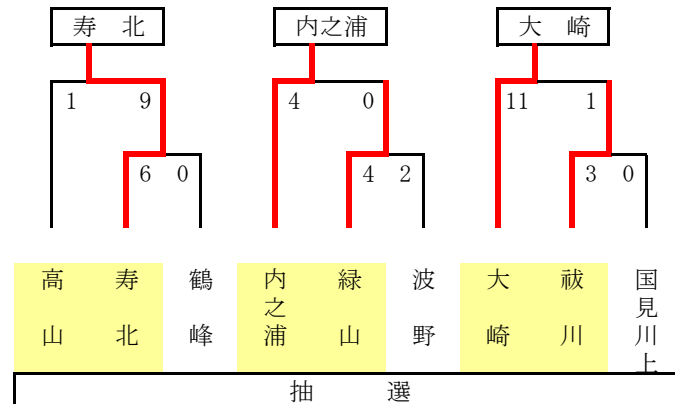 寿北 内之浦 大崎
1 9 4 0 11 1
6 0 4 2 3 0
高山 寿北 鶴峰 内之浦 緑山 波野 大崎 祓川 国見川上
抽選